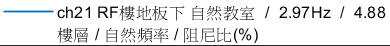 ch21 RF樓地板下 自然教室 / 2.97Hz / 4.88
樓層 / 自然頻率 / 阻尼比(%)